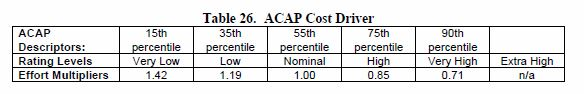 Table 26. ACAP Cost Driver
ACAP Descriptors: 15th percentile 35th percentile 55th percentile 75th percentile 90th percentile
Rating Levels Very Low Low Nominal High Very High Extra High
Effort Multipliers 1.42 1.19 1.00 0.85 0.71 n/a